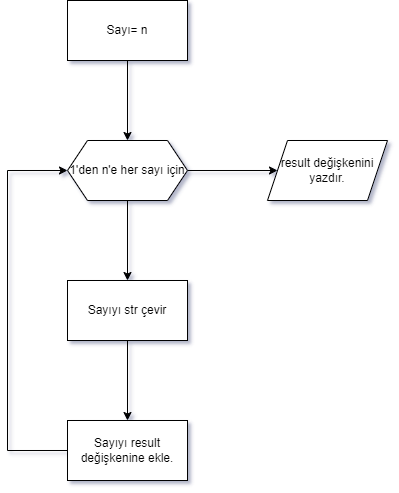 Sayı= n
1'den n'e her sayı için
result değişkenini
yazdır.
Sayıyı str çevir
Sayıyı result
değişkenine ekle.